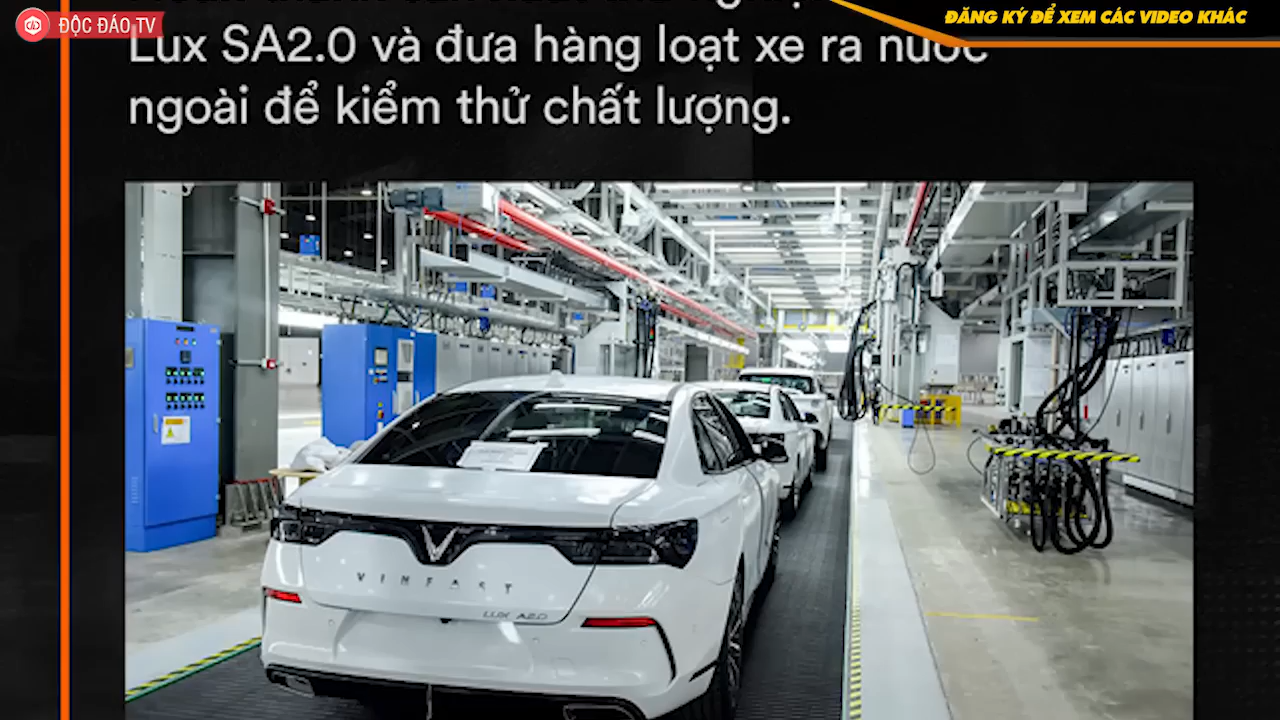 ĐỘC ĐÁO TV
ĐĂNG KÝ ĐỂ XEM CÁC VIDEO KHÁC
Lux SA2.0 và đưa hàng loạt xe ra nước
ngoài để kiểm thử chất lượng.
VINFAST
LUX A2.0